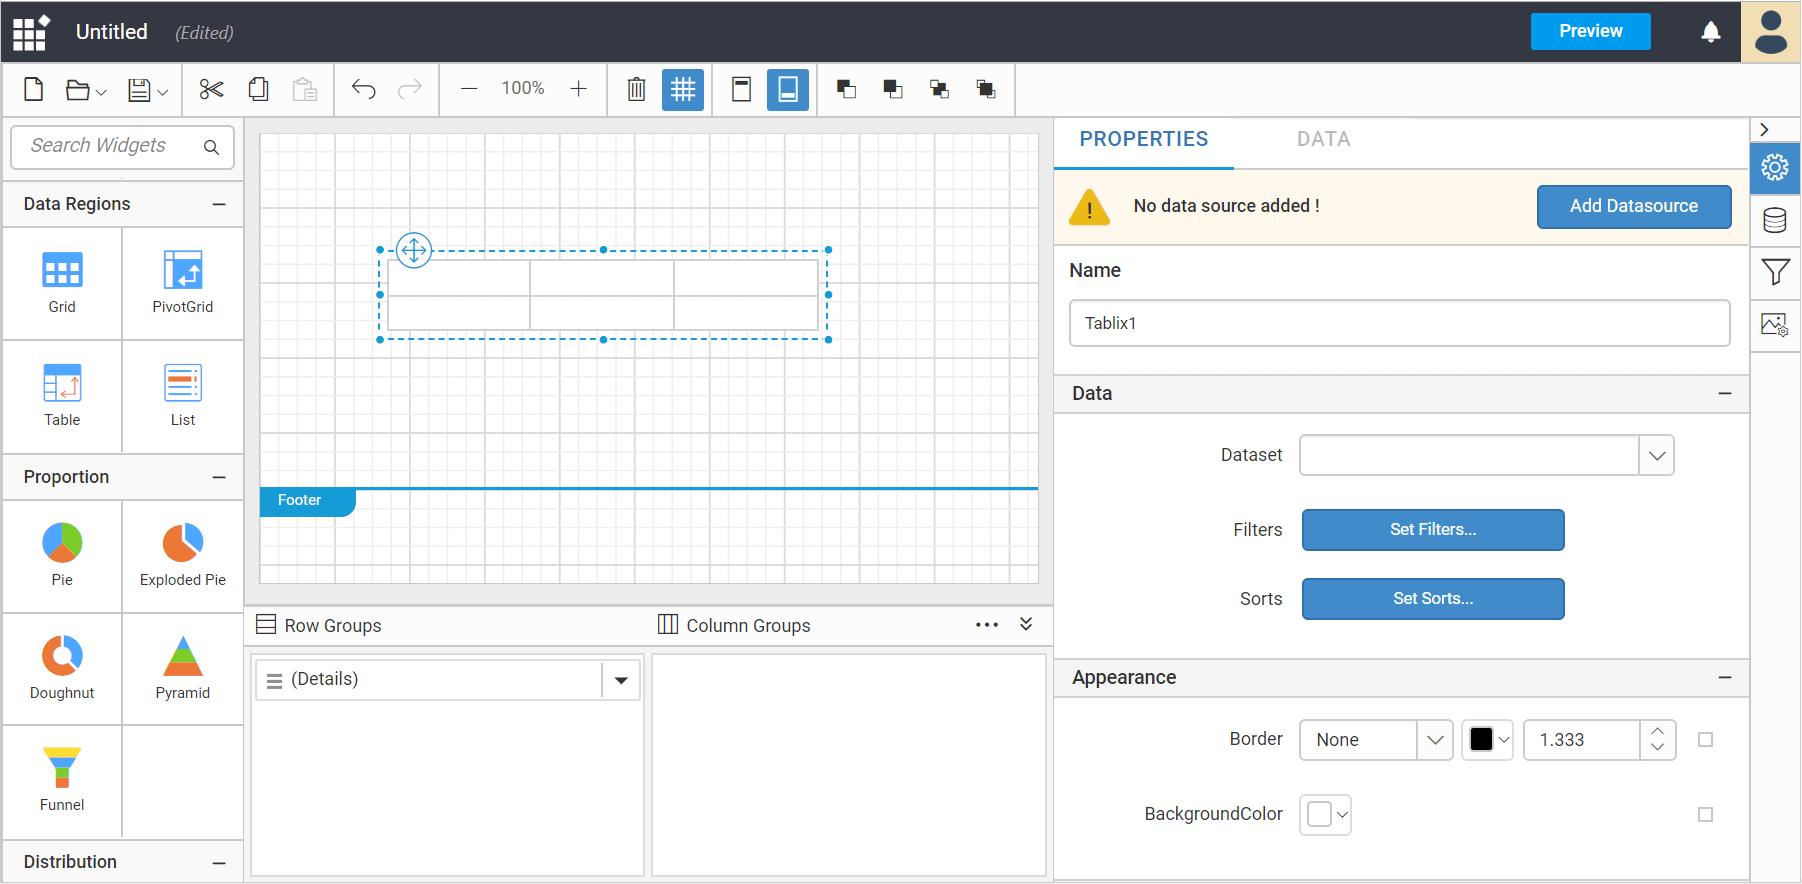 Untitled (Edited) Preview
100%
Search Widgets
Data Regions
Grid PivotGrid
Table List
Proportion
Pie Exploded Pie
Doughnut Pyramid
Funnel
Distribution
Footer
Row Groups Column Groups
(Details)
PROPERTIES DATA
No data source added ! Add Datasource
Name
Tablix1
Data
Dataset
Filters Set Filters...
Sorts Set Sorts...
Appearance
Border None 1.333
BackgroundColor